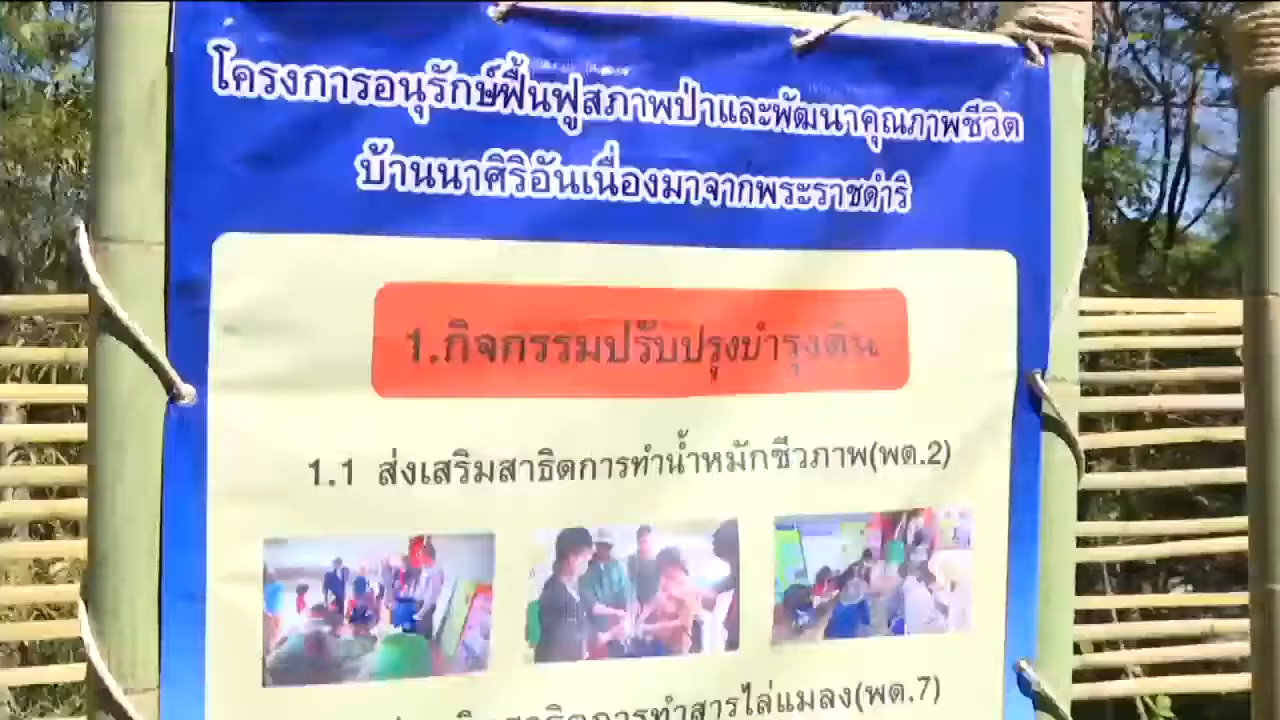 โครงการอนุรักษ์ฟื้นฟูสภาพป่าและพัฒนาคุณภาพชีวิต
บ้านนาศิริอันเนื่องมาจากพระราชดำริ
1.กิจกรรมปรับปรุงบำรุงดิน
1.1 ส่งเสริมสาธิตการทำน้ำหมักชีวภาพ(พด.2)
การทำสารไล่แมลง(พด.7)